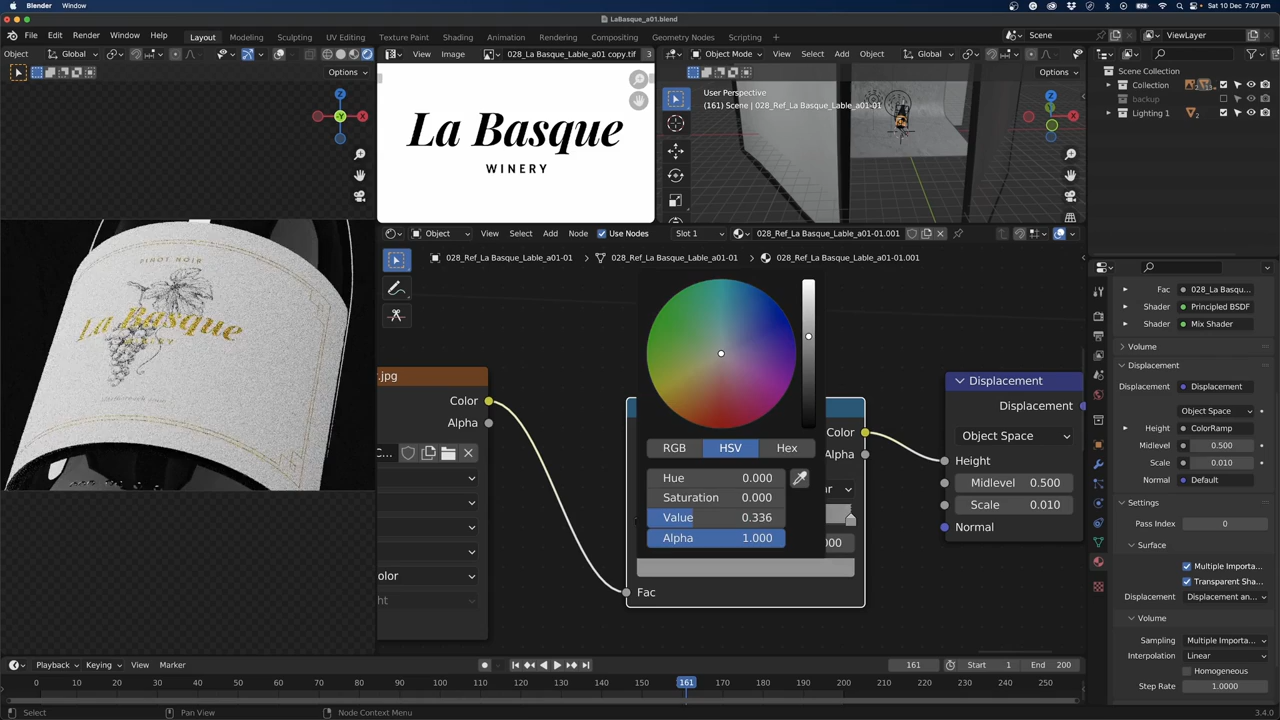 Blender Window Sat 10 Dec 7:07 pm
LaBasque_a01.blend
File Edit Render Window Help Layout Modeling Sculpting UV Editing Texture Paint Shading Animation Rendering Compositing Geometry Nodes Scripting + Scene ViewLayer
Object Global View Image 028_La Basque_Lable_a01 copy.tif 3 Object Mode View Select Add Object Global
Options Options Scene Collection
Collection
backup
Lighting 1 2
Z X -Y
User Perspective
(161) Scene | 028_Ref_La Basque_Lable_a01-01
La Basque
WINERY
Object View Select Add Node Use Nodes Slot 1 028_Ref_La Basque_Lable_a01-01.001
028_Ref_La Basque_Lable_a01-01 028_Ref_La Basque_Lable_a01-01 028_Ref_La Basque_Lable_a01-01.001
PINOT NOIR
La Basque
WINERY
.jpg
Color
Alpha
C...
olor
ht
RGB HSV Hex
Hue 0.000
Saturation 0.000
Value 0.336
Alpha 1.000
Color
Alpha
ar
000
Fac
Displacement
Displacement
Object Space
Height
Midlevel 0.500
Scale 0.010
Normal
Fac 028_La Basqu...
Shader Principled BSDF
Shader Mix Shader
Volume
Displacement
Displacement Displacement
Object Space
Height ColorRamp
Midlevel 0.500
Scale 0.010
Normal Default
Settings
Pass Index 0
Surface
Multiple Importa...
Transparent Sha...
Displacement Displacement an...
Volume
Sampling Multiple Importa...
Interpolation Linear
Homogeneous
Step Rate 1.0000
Playback Keying View Marker 161 Start 1 End 200
0 10 20 30 40 50 60 70 80 90 100 110 120 130 140 150 161 170 180 190 200 210 220 230 240 250
Select Pan View Node Context Menu 3.4.0